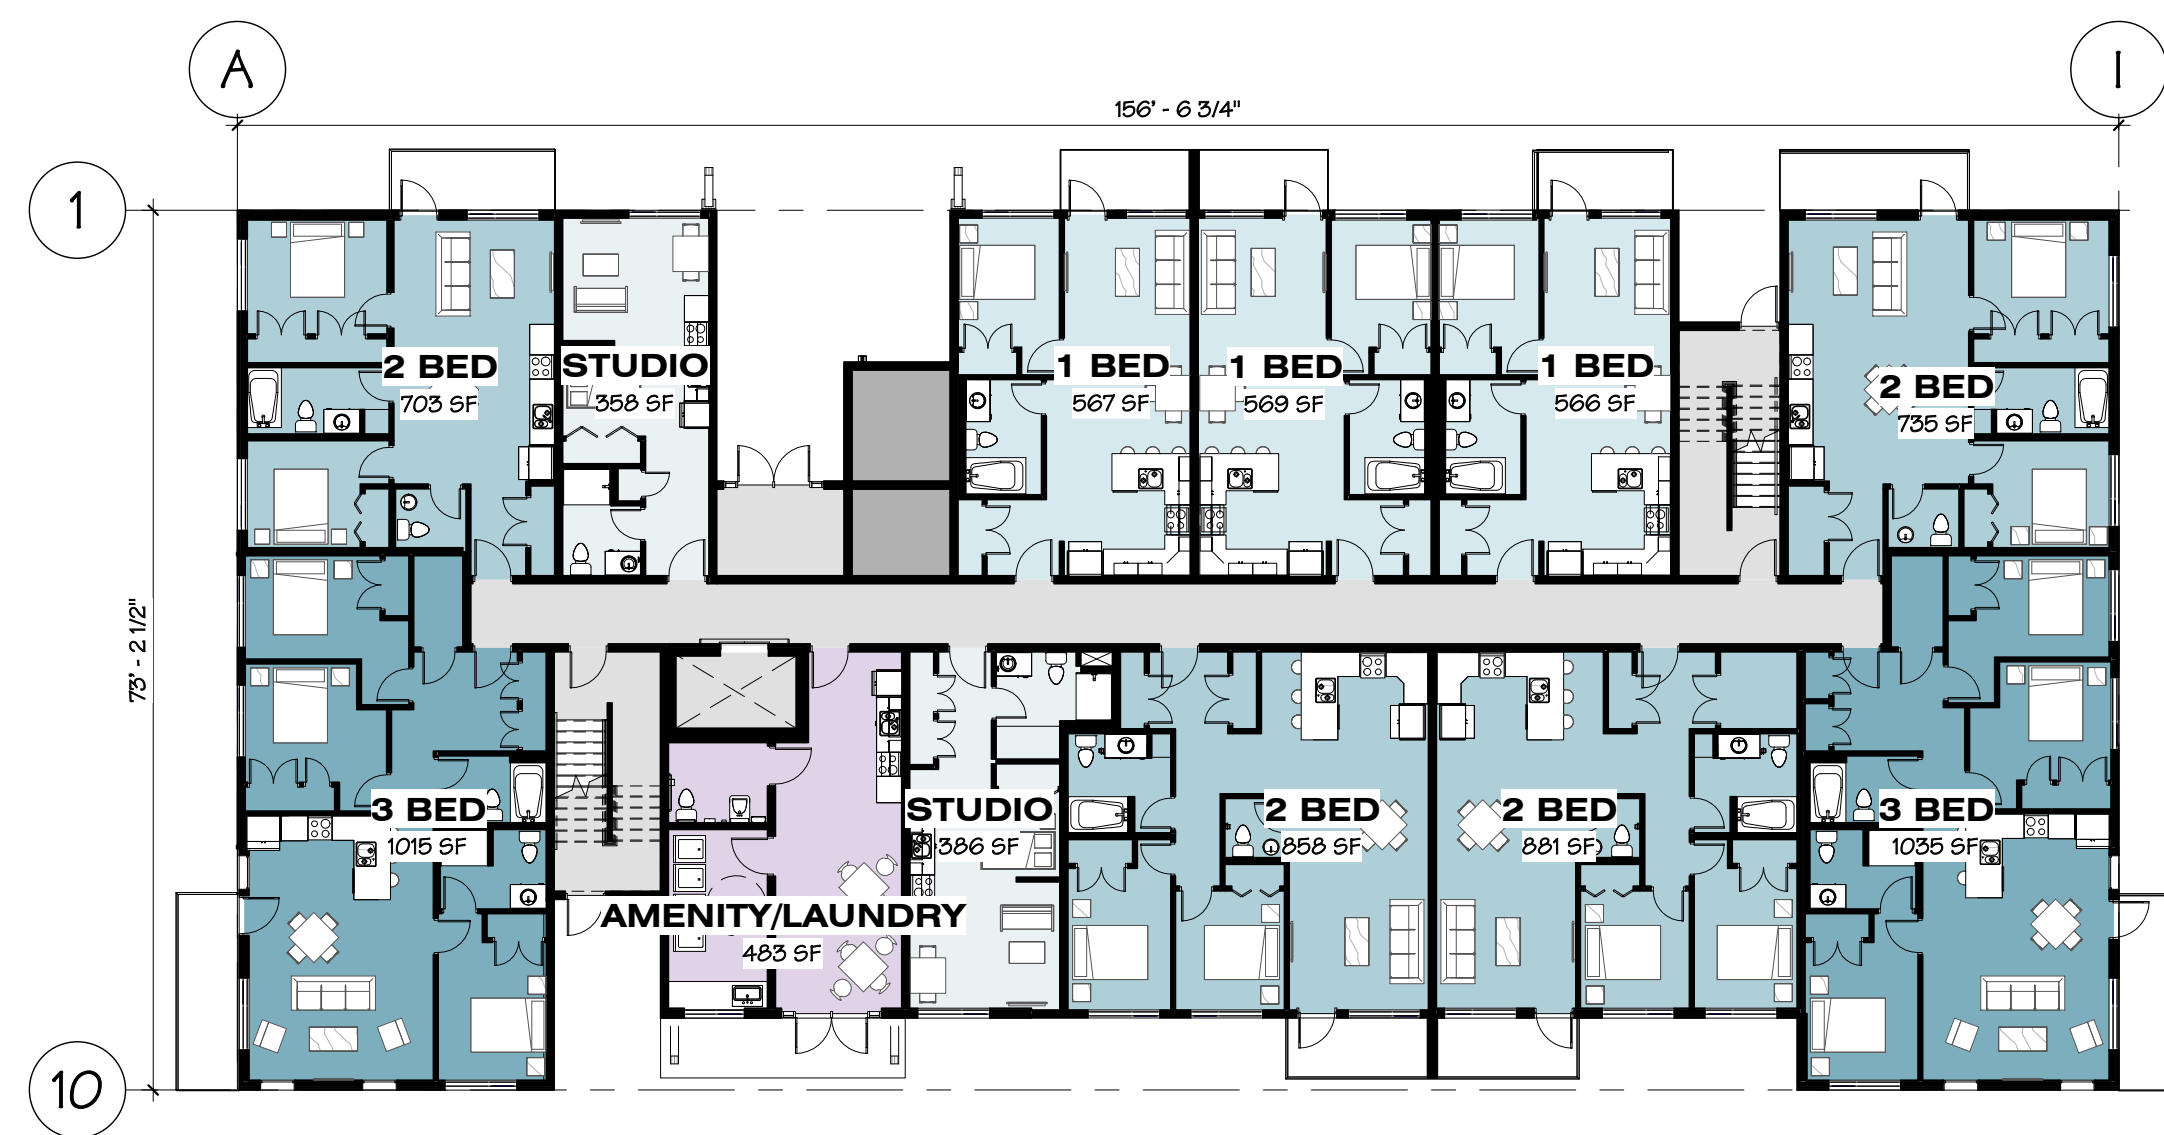 A
I
156' - 6 3/4"
1
2 BED
703 SF
STUDIO
358 SF
1 BED
567 SF
1 BED
569 SF
1 BED
566 SF
2 BED
735 SF
73' - 2 1/2"
3 BED
1015 SF
AMENITY/LAUNDRY
483 SF
STUDIO
386 SF
2 BED
858 SF
2 BED
881 SF
3 BED
1035 SF
10